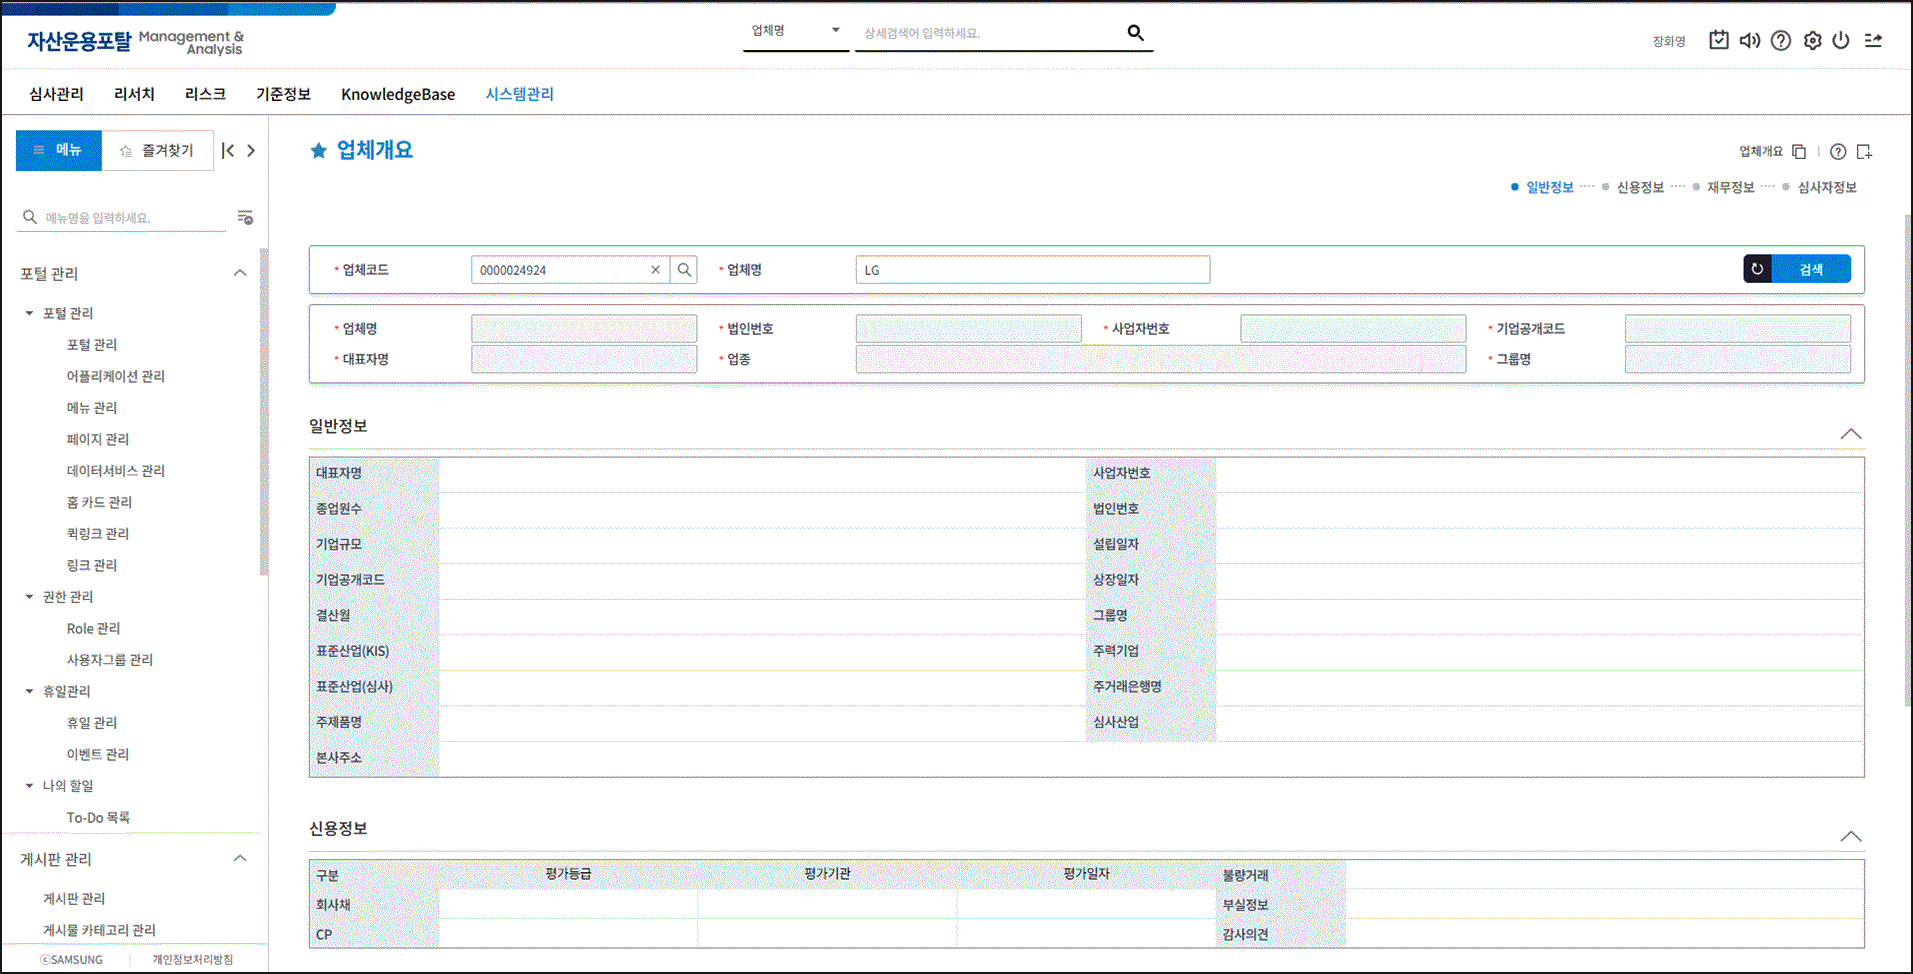 자산운용포탈 Management & Analysis
업체명 상세검색어 입력하세요.
장화영
심사관리 리서치 리스크 기준정보 KnowledgeBase 시스템관리
메뉴 즐겨찾기
메뉴명을 입력하세요.
포털 관리
포털 관리
포털 관리
어플리케이션 관리
메뉴 관리
페이지 관리
데이터서비스 관리
홈 카드 관리
퀵링크 관리
링크 관리
권한 관리
Role 관리
사용자그룹 관리
휴일관리
휴일 관리
이벤트 관리
나의 할일
To-Do 목록
게시판 관리
게시판 관리
게시물 카테고리 관리
ⓒSAMSUNG 개인정보처리방침
업체개요
업체개요
일반정보 신용정보 재무정보 심사자정보
* 업체코드 0000024924 * 업체명 LG 검색
* 업체명 * 법인번호 * 사업자번호 * 기업공개코드
* 대표자명 * 업종 * 그룹명
일반정보
대표자명 사업자번호
종업원수 법인번호
기업규모 설립일자
기업공개코드 상장일자
결산월 그룹명
표준산업(KIS) 주력기업
표준산업(심사) 주거래은행명
주제품명 심사산업
본사주소
신용정보
구분 평가등급 평가기관 평가일자 불량거래
회사채 부실정보
CP 감사의견